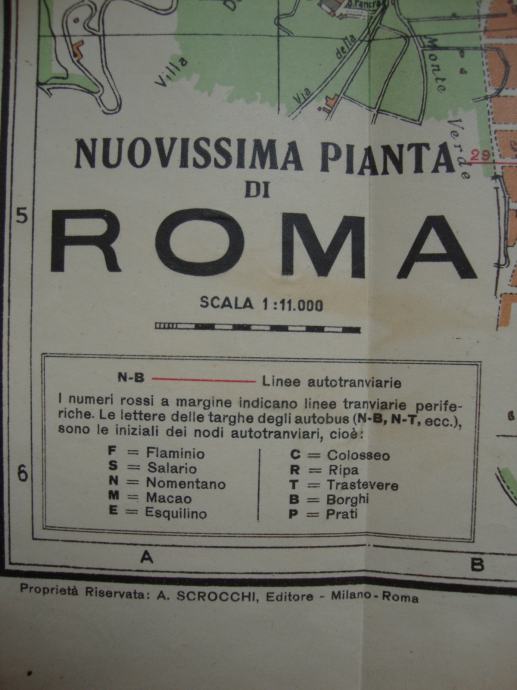 Pancra
Villa
Via della
Monte Verde
29
NUOVISSIMA PIANTA
DI
5
ROMA
SCALA 1:11.000
N-B Linee autotranviarie
I numeri rossi a margine indicano linee tranviarie perife-
riche. Le lettere delle targhe degli autobus (N-B, N-T, ecc.),
sono le iniziali dei nodi autotranviari, cioè:
6
F = Flaminio
S = Salario
N = Nomentano
M = Macao
E = Esquilino
C = Colosseo
R = Ripa
T = Trastevere
B = Borghi
P = Prati
A B
Proprietà Riservata: A. SCROCCHI, Editore - Milano-Roma